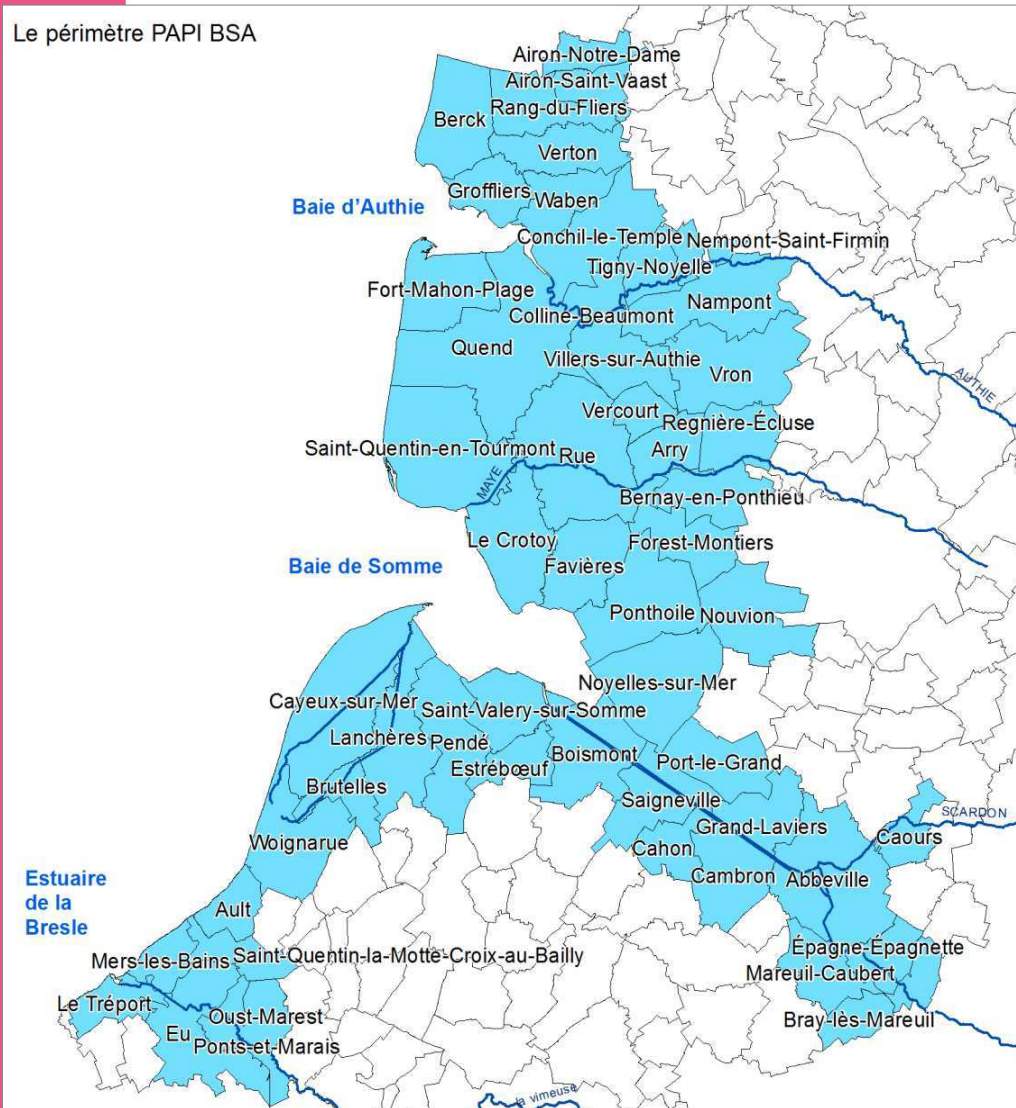 Le périmètre PAPI BSA
Airon-Notre-Dame
Airon-Saint-Vaast
Rang-du-Fliers
Berck
Verton
Groffliers
Waben
Baie d'Authie
Conchil-le-Temple
Nempont-Saint-Firmin
Tigny-Noyelle
Fort-Mahon-Plage
Nampont
Colline-Beaumont
Quend
Villers-sur-Authie
Vron
AUTHIE
Vercourt
Regnière-Écluse
Saint-Quentin-en-Tourmont
Rue
Arry
MAYE
Bernay-en-Ponthieu
Le Crotoy
Forest-Montiers
Baie de Somme
Favières
Ponthoile
Nouvion
Noyelles-sur-Mer
Cayeux-sur-Mer
Saint-Valery-sur-Somme
Lanchères
Pendé
Boismont
Port-le-Grand
Estrébœuf
Brutelles
Saigneville
SCARDON
Grand-Laviers
Caours
Woignarue
Cahon
Cambron
Abbeville
Estuaire
de la
Bresle
Ault
Épagne-Épagnette
Mers-les-Bains
Saint-Quentin-la-Motte-Croix-au-Bailly
Mareuil-Caubert
Le Tréport
Oust-Marest
Bray-lès-Mareuil
Eu
Ponts-et-Marais
la vimeuse